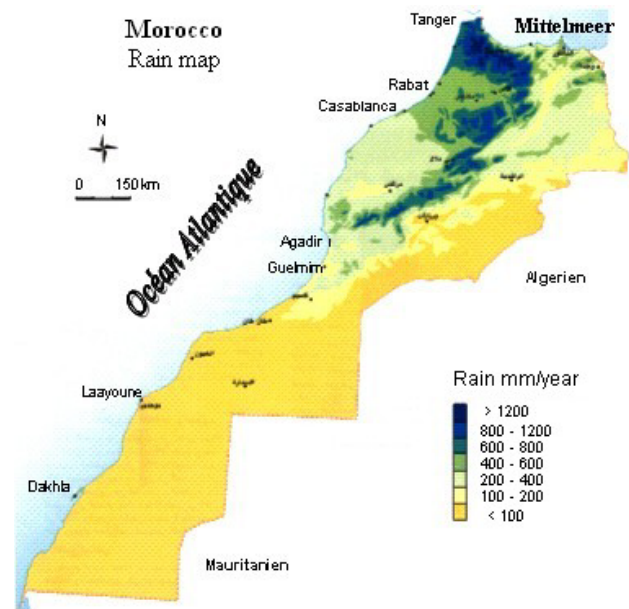 Morocco
Rain map
Tanger
Mittelmeer
Rabat
Casablanca
N
0 150km
Océan Atlantique
Agadir
Guelmim
Algerien
Laayoune
Dakhla
Mauritanien
Rain mm/year
> 1200
800 - 1200
600 - 800
400 - 600
200 - 400
100 - 200
< 100